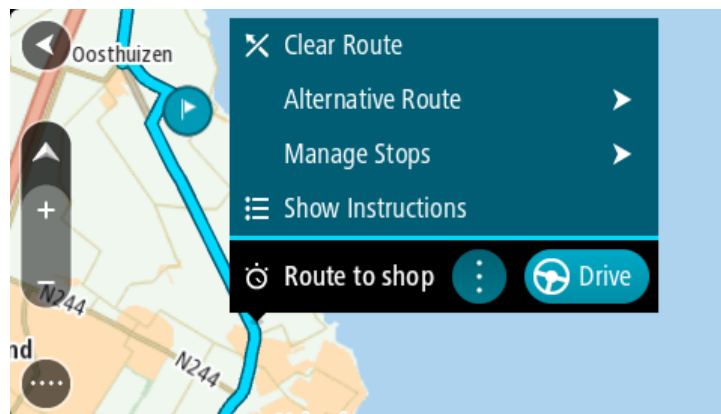 Oosthuizen
Clear Route
Alternative Route
Manage Stops
Show Instructions
Route to shop
Drive
N244
nd
N244